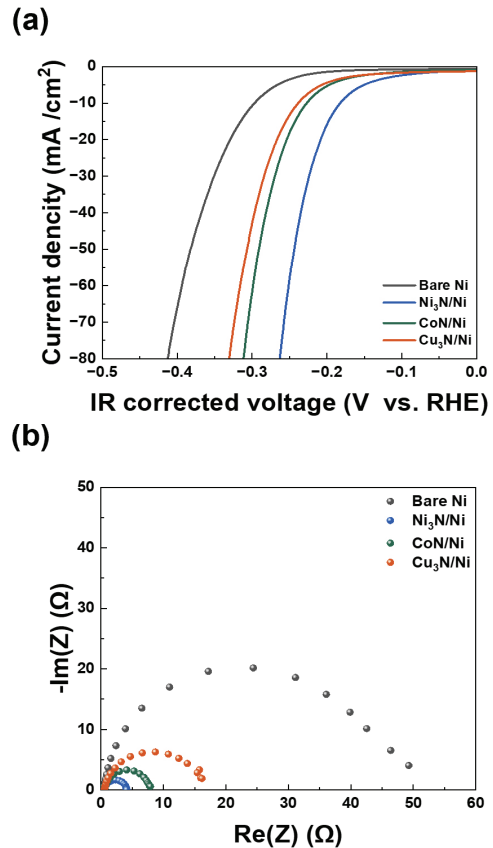 (a)
Current dencity (mA /cm²)
0
−10
−20
−30
−40
−50
−60
−70
−80
Bare Ni
Ni₃N/Ni
CoN/Ni
Cu₃N/Ni
−0.5 −0.4 −0.3 −0.2 −0.1 0.0
IR corrected voltage (V vs. RHE)
(b)
-Im(Z) (Ω)
50
40
30
20
10
0
Bare Ni
Ni₃N/Ni
CoN/Ni
Cu₃N/Ni
0 10 20 30 40 50 60
Re(Z) (Ω)